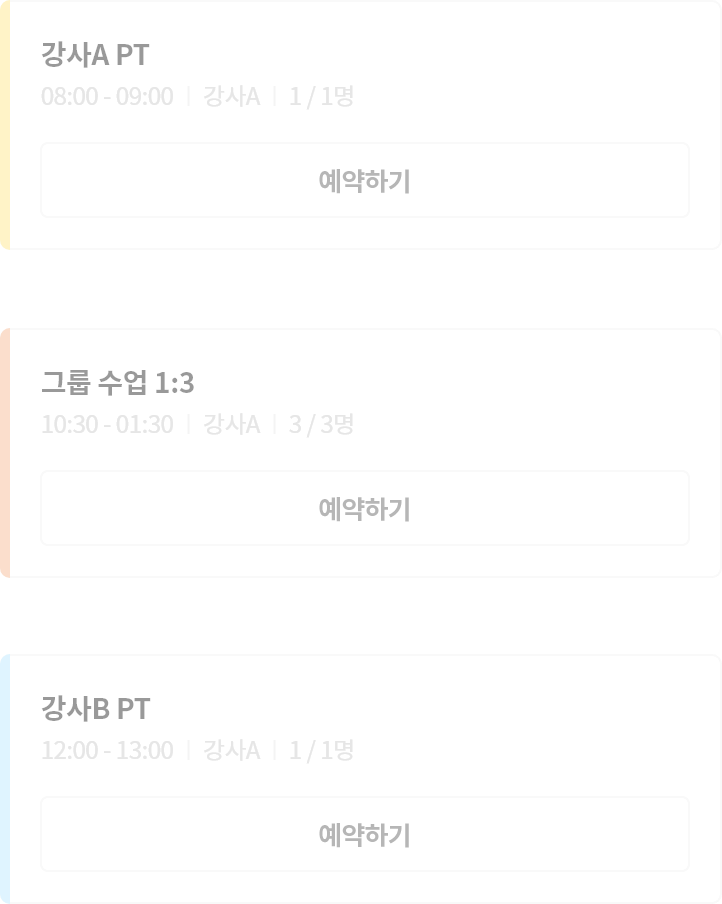 강사A PT
08:00 - 09:00 | 강사A | 1 / 1명
예약하기
그룹 수업 1:3
10:30 - 01:30 | 강사A | 3 / 3명
예약하기
강사B PT
12:00 - 13:00 | 강사A | 1 / 1명
예약하기